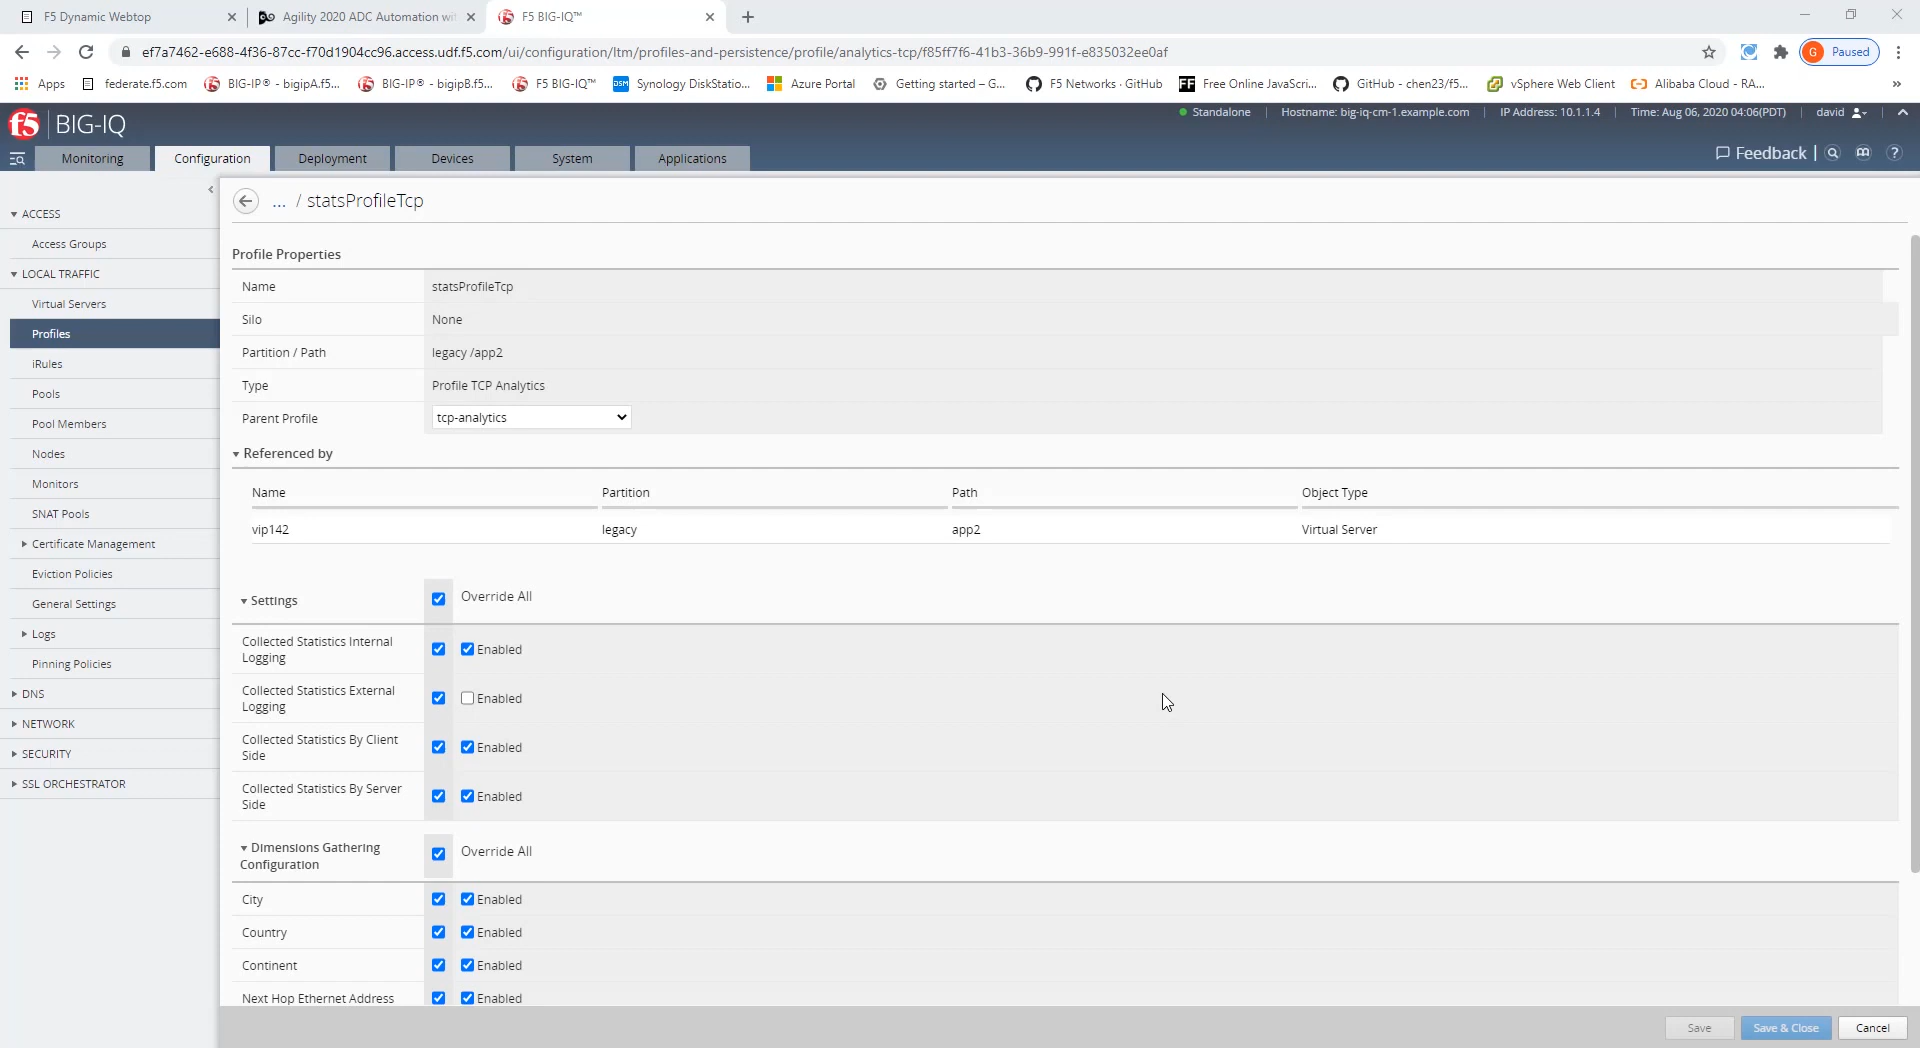 F5 Dynamic Webtop
Agility 2020 ADC Automation wit
F5 BIG-IQ™
ef7a7462-e688-4f36-87cc-f70d1904cc96.access.udf.f5.com/ui/configuration/ltm/profiles-and-persistence/profile/analytics-tcp/f85ff7f6-41b3-36b9-991f-e835032ee0af
G Paused
Apps
federate.f5.com
BIG-IP® - bigipA.f5...
BIG-IP® - bigipB.f5...
F5 BIG-IQ™
DSM Synology DiskStatio...
Azure Portal
Getting started – G...
F5 Networks · GitHub
FF Free Online JavaScri...
GitHub - chen23/f5...
vSphere Web Client
Alibaba Cloud - RA...
»
f5 BIG-IQ
Standalone
Hostname: big-iq-cm-1.example.com
IP Address: 10.1.1.4
Time: Aug 06, 2020 04:06(PDT)
david
Monitoring
Configuration
Deployment
Devices
System
Applications
Feedback
?
ACCESS
Access Groups
LOCAL TRAFFIC
Virtual Servers
Profiles
iRules
Pools
Pool Members
Nodes
Monitors
SNAT Pools
Certificate Management
Eviction Policies
General Settings
Logs
Pinning Policies
DNS
NETWORK
SECURITY
SSL ORCHESTRATOR
... / statsProfileTcp
Profile Properties
Name statsProfileTcp
Silo None
Partition / Path legacy /app2
Type Profile TCP Analytics
Parent Profile tcp-analytics
Referenced by
Name Partition Path Object Type
vip142 legacy app2 Virtual Server
Settings Override All
Collected Statistics Internal
Logging Enabled
Collected Statistics External
Logging Enabled
Collected Statistics By Client
Side Enabled
Collected Statistics By Server
Side Enabled
Dimensions Gathering
Configuration Override All
City Enabled
Country Enabled
Continent Enabled
Next Hop Ethernet Address Enabled
Save
Save & Close
Cancel